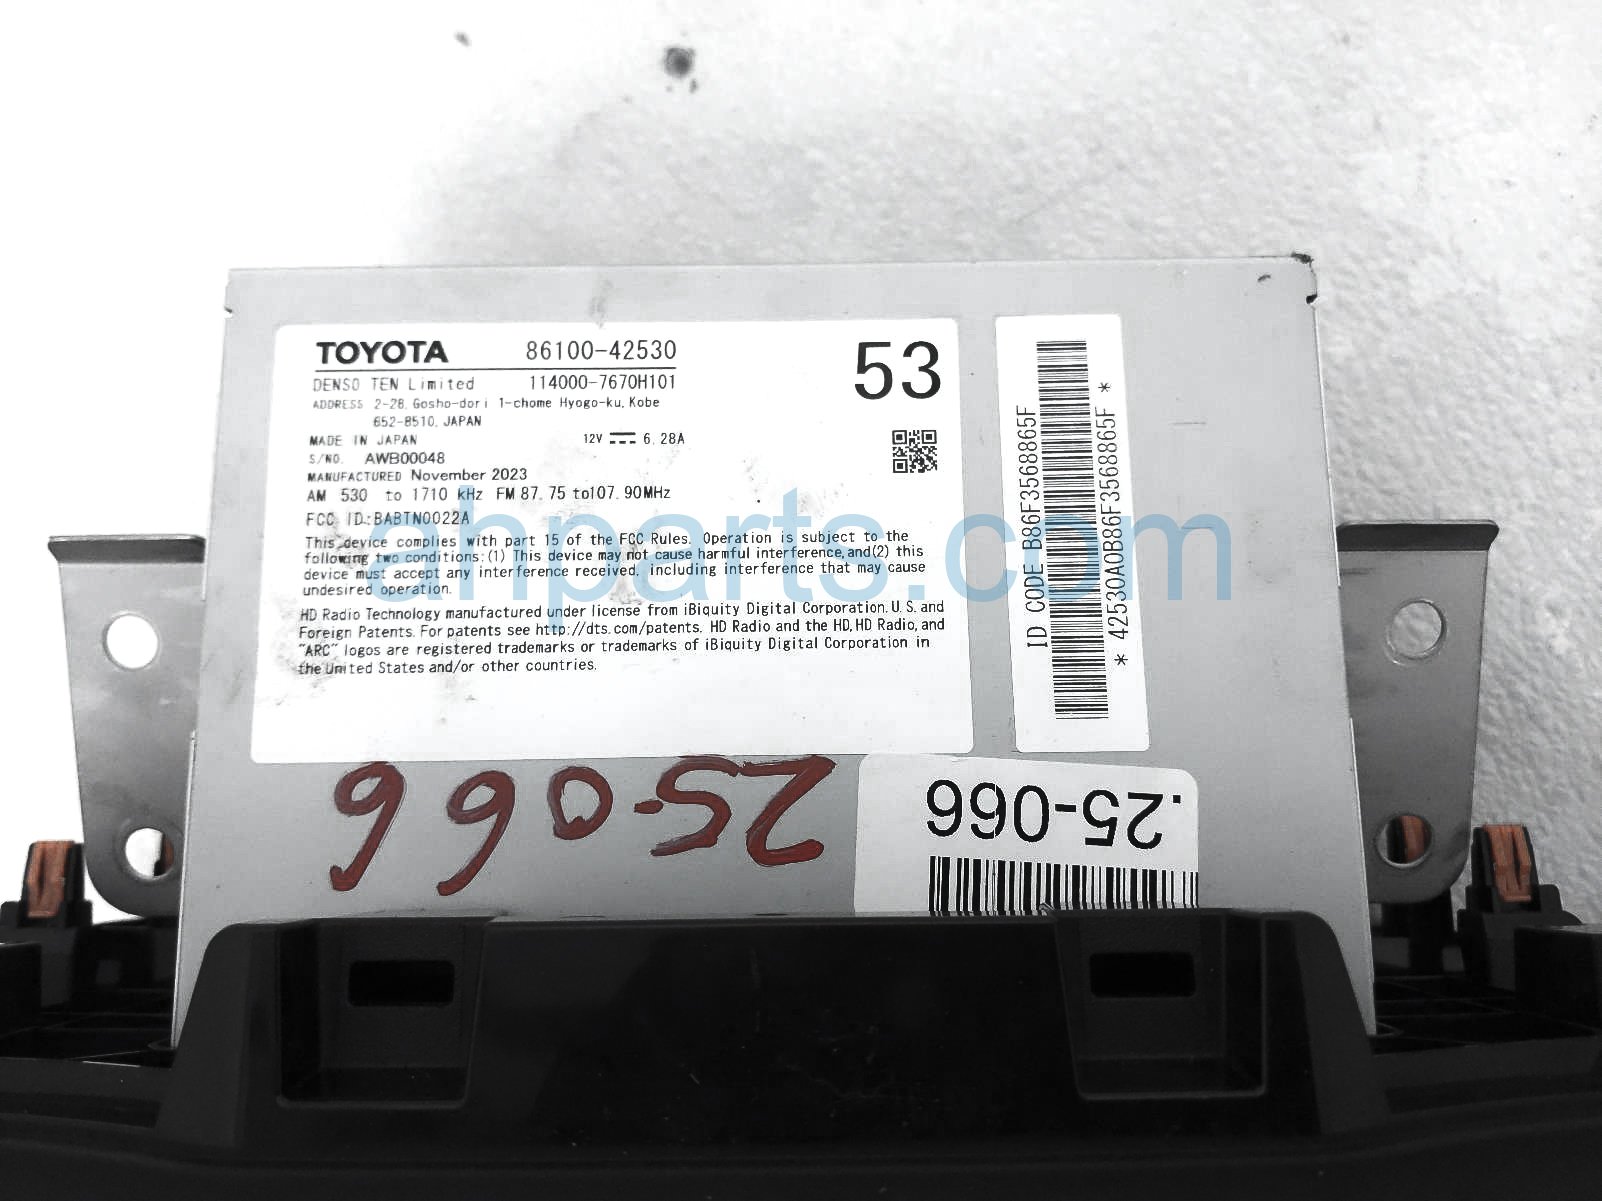 TOYOTA 86100-42530 53
DENSO TEN Limited 114000-7670H101
ADDRESS 2-28, Gosho-dori 1-chome Hyogo-ku, Kobe
652-8510, JAPAN
MADE IN JAPAN 12V 6.28A
S/NO. AWB00048
MANUFACTURED November 2023
AM 530 to 1710 kHz FM 87.75 to107.90MHz
FCC ID:BABTN0022A
This device complies with part 15 of the FCC Rules. Operation is subject to the
following two conditions:(1) This device may not cause harmful interference,and(2) this
device must accept any interference received, including interference that may cause
undesired operation.
HD Radio Technology manufactured under license from iBiquity Digital Corporation.U.S. and
Foreign Patents. For patents see http://dts.com/patents. HD Radio and the HD,HD Radio,and
"ARC" logos are registered trademarks or trademarks of iBiquity Digital Corporation in
the United States and/or other countries.
ID CODE B86F3568865F
* 42530A0B86F3568865F *
ahparts.com
25-066
.25-066